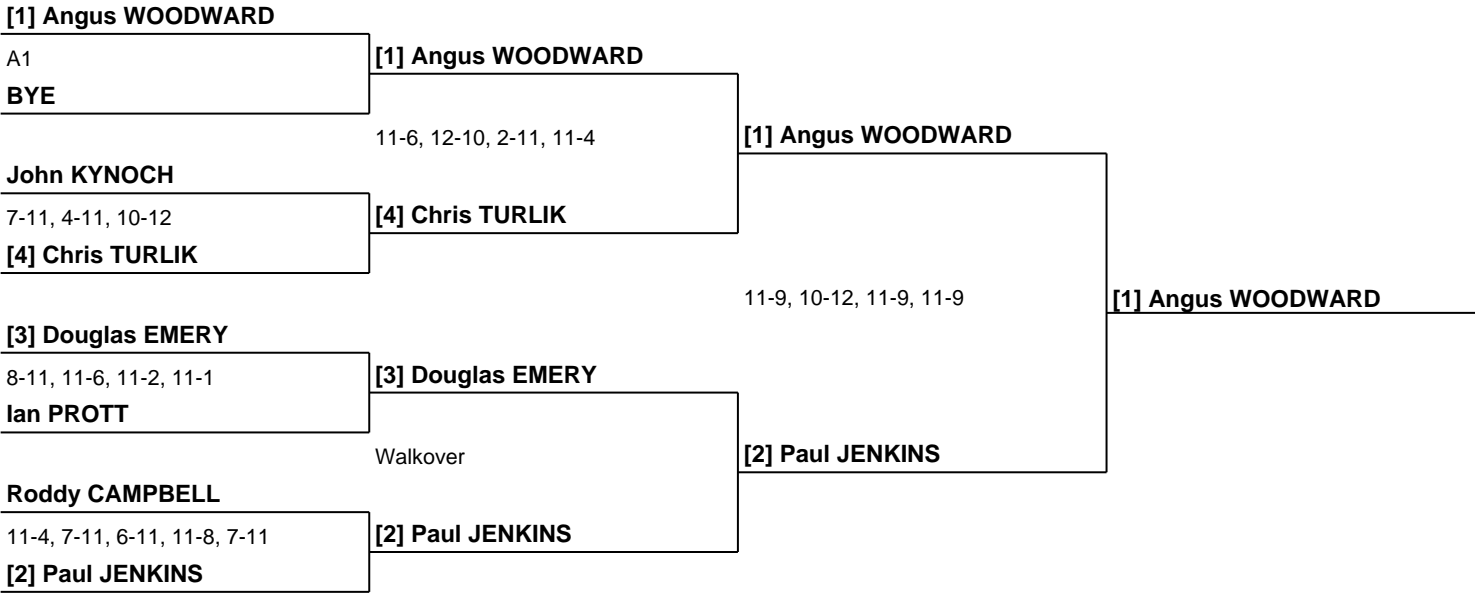 [1] Angus WOODWARD
A1
BYE
John KYNOCH
7-11, 4-11, 10-12
[4] Chris TURLIK
[3] Douglas EMERY
8-11, 11-6, 11-2, 11-1
Ian PROTT
Roddy CAMPBELL
11-4, 7-11, 6-11, 11-8, 7-11
[2] Paul JENKINS
[1] Angus WOODWARD
11-6, 12-10, 2-11, 11-4
[4] Chris TURLIK
[3] Douglas EMERY
Walkover
[2] Paul JENKINS
[1] Angus WOODWARD
11-9, 10-12, 11-9, 11-9
[2] Paul JENKINS
[1] Angus WOODWARD